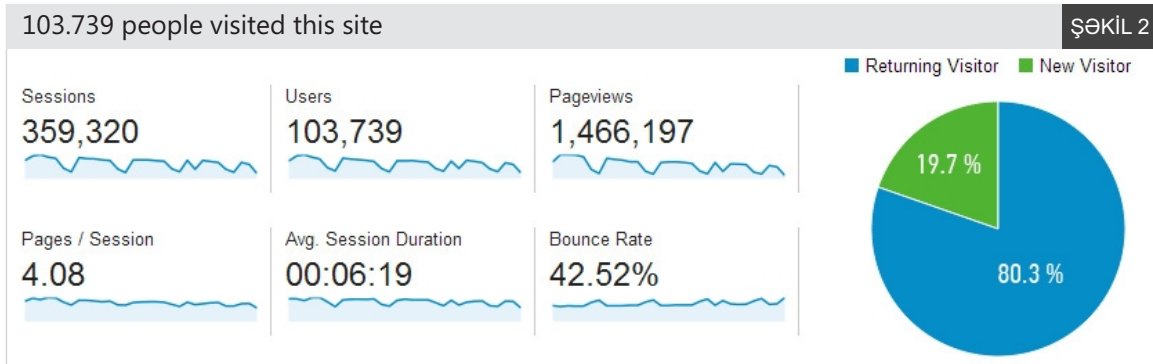 103.739 people visited this site
ŞƏKİL 2
Returning Visitor New Visitor
Sessions
359,320
Users
103,739
Pageviews
1,466,197
Pages / Session
4.08
Avg. Session Duration
00:06:19
Bounce Rate
42.52%
19.7 %
80.3 %